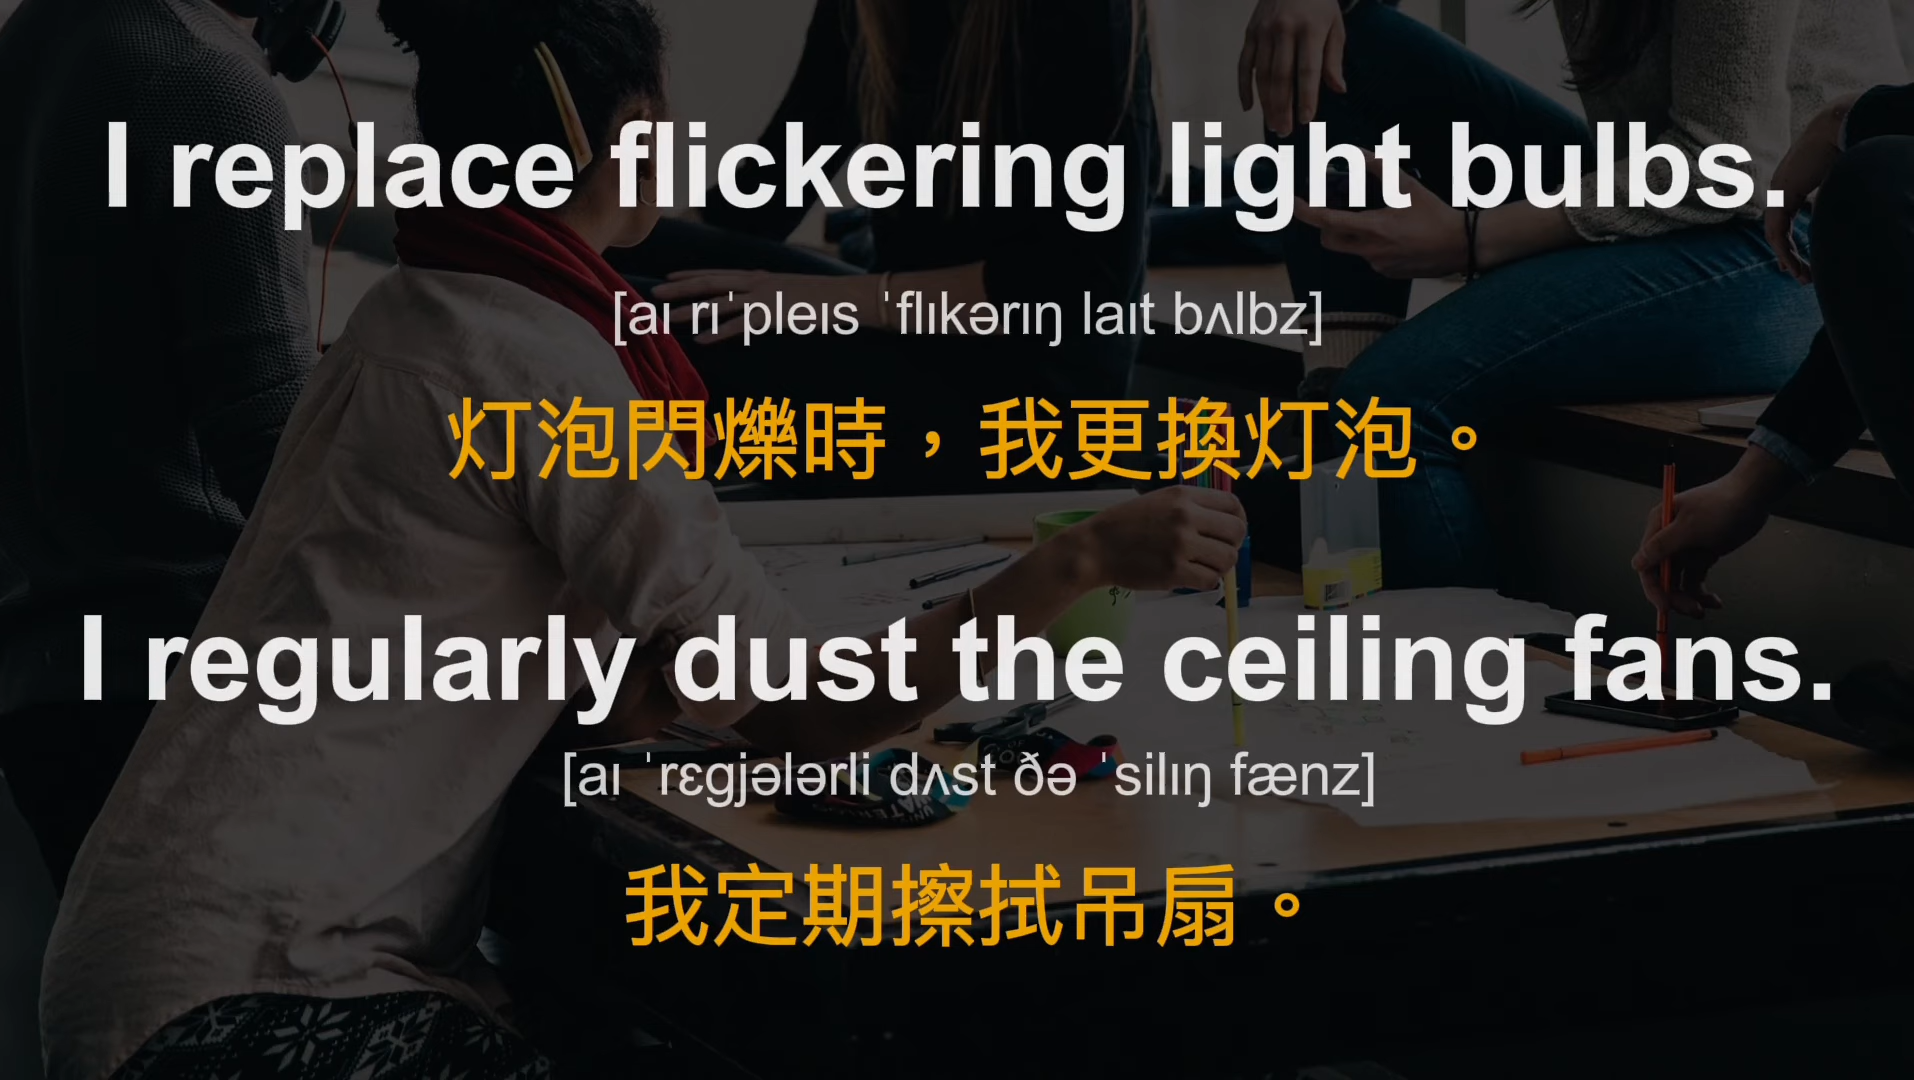 I replace flickering light bulbs.
[aɪ rɪˈpleɪs ˈflɪkərɪŋ laɪt bʌlbz]
灯泡閃爍時，我更換灯泡。
I regularly dust the ceiling fans.
[aɪ ˈrɛgjələrli dʌst ðə ˈsilɪŋ fænz]
我定期擦拭吊扇。